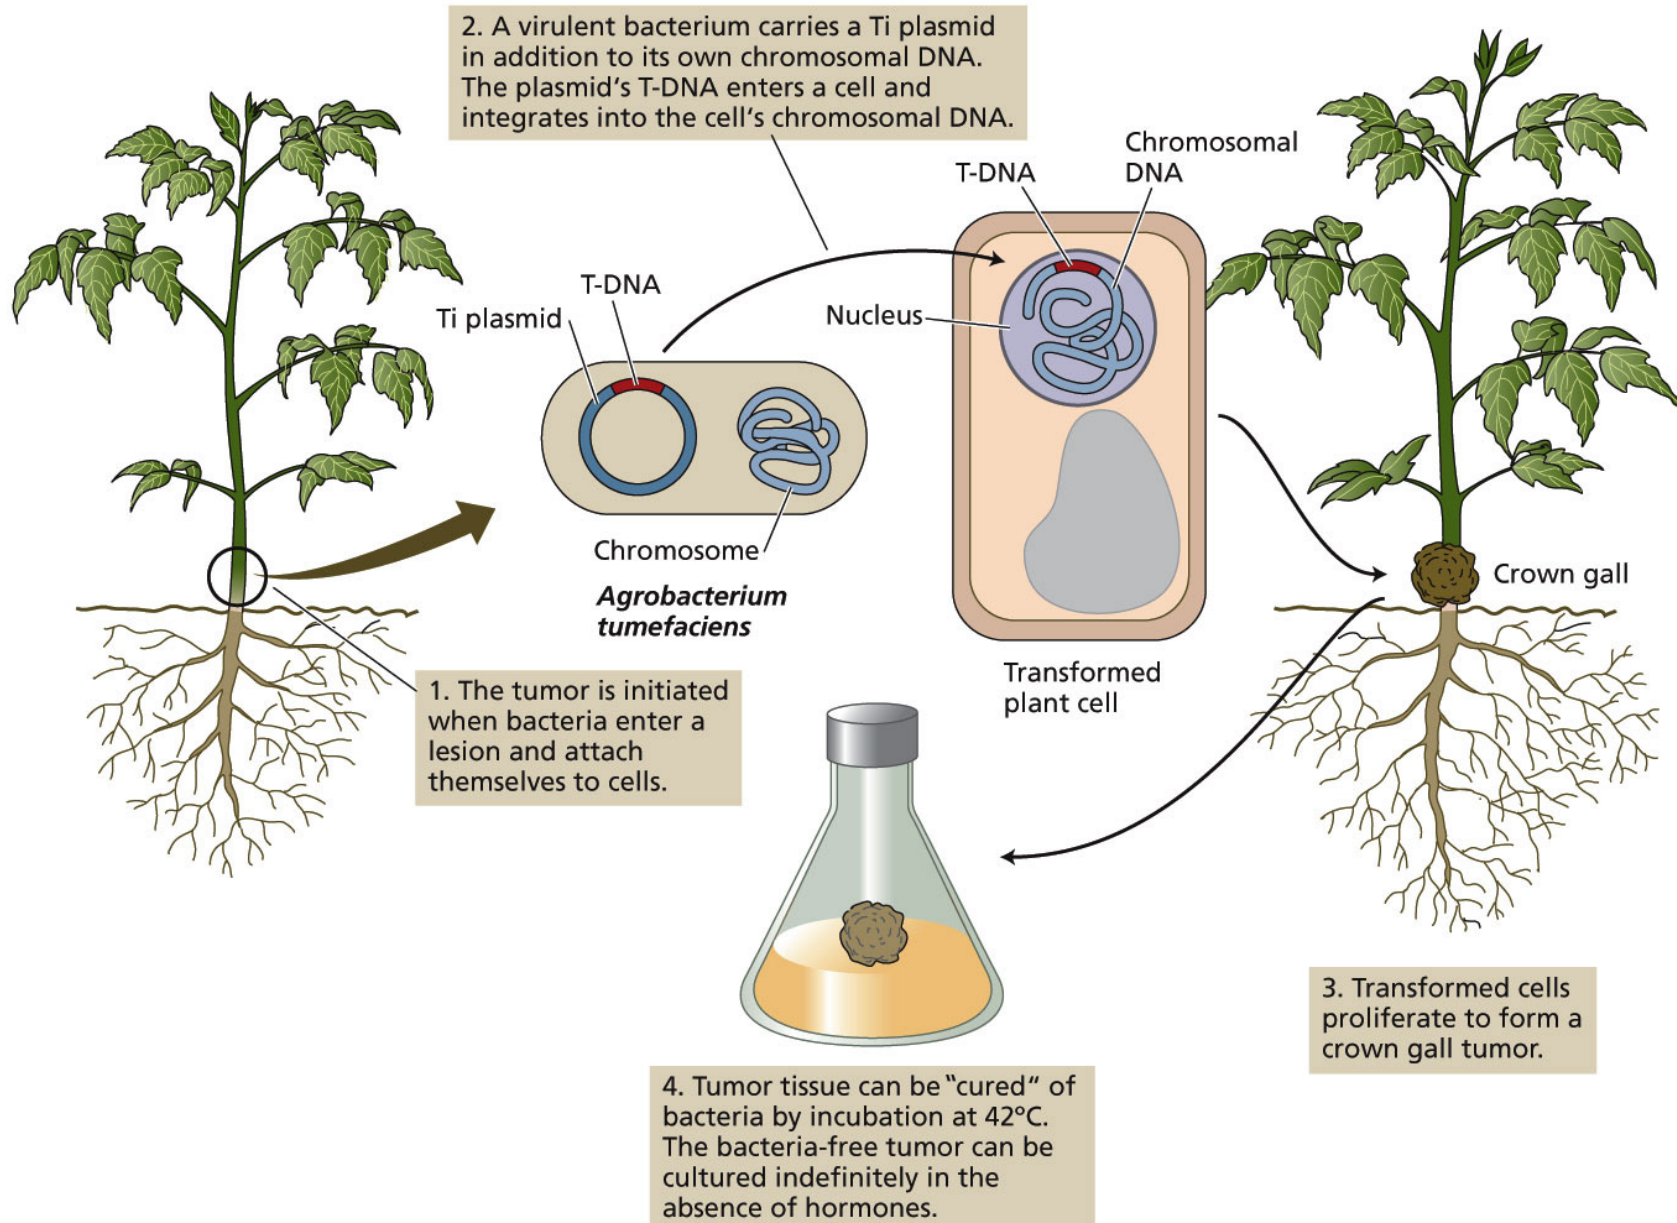 2. A virulent bacterium carries a Ti plasmid
in addition to its own chromosomal DNA.
The plasmid‘s T-DNA enters a cell and
integrates into the cell‘s chromosomal DNA.
Chromosomal
DNA
T-DNA
T-DNA
Ti plasmid
Nucleus
Chromosome
Agrobacterium
tumefaciens
Crown gall
Transformed
plant cell
1. The tumor is initiated
when bacteria enter a
lesion and attach
themselves to cells.
3. Transformed cells
proliferate to form a
crown gall tumor.
4. Tumor tissue can be “cured” of
bacteria by incubation at 42ºC.
The bacteria-free tumor can be
cultured indefinitely in the
absence of hormones.